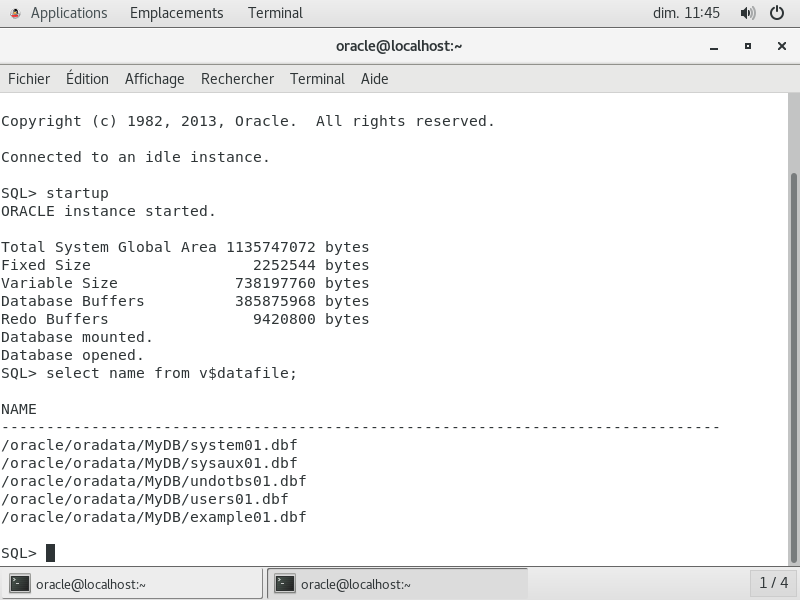 Applications Emplacements Terminal dim. 11:45
oracle@localhost:~
Fichier Édition Affichage Rechercher Terminal Aide
Copyright (c) 1982, 2013, Oracle.  All rights reserved.
Connected to an idle instance.
SQL> startup
ORACLE instance started.
Total System Global Area 1135747072 bytes
Fixed Size                  2252544 bytes
Variable Size             738197760 bytes
Database Buffers          385875968 bytes
Redo Buffers                9420800 bytes
Database mounted.
Database opened.
SQL> select name from v$datafile;
NAME
--------------------------------------------------------------------------------
/oracle/oradata/MyDB/system01.dbf
/oracle/oradata/MyDB/sysaux01.dbf
/oracle/oradata/MyDB/undotbs01.dbf
/oracle/oradata/MyDB/users01.dbf
/oracle/oradata/MyDB/example01.dbf
SQL>
oracle@localhost:~ oracle@localhost:~ 1 / 4